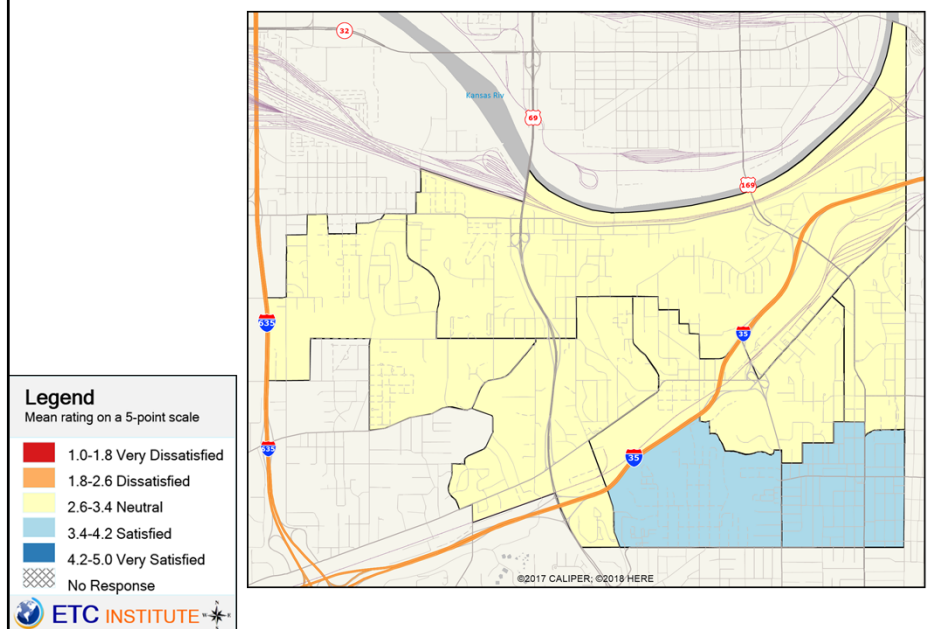 32
Kansas Riv
69
169
635
35
635
35
Legend
Mean rating on a 5-point scale
1.0-1.8 Very Dissatisfied
1.8-2.6 Dissatisfied
2.6-3.4 Neutral
3.4-4.2 Satisfied
4.2-5.0 Very Satisfied
No Response
©2017 CALIPER; ©2018 HERE
ETC INSTITUTE